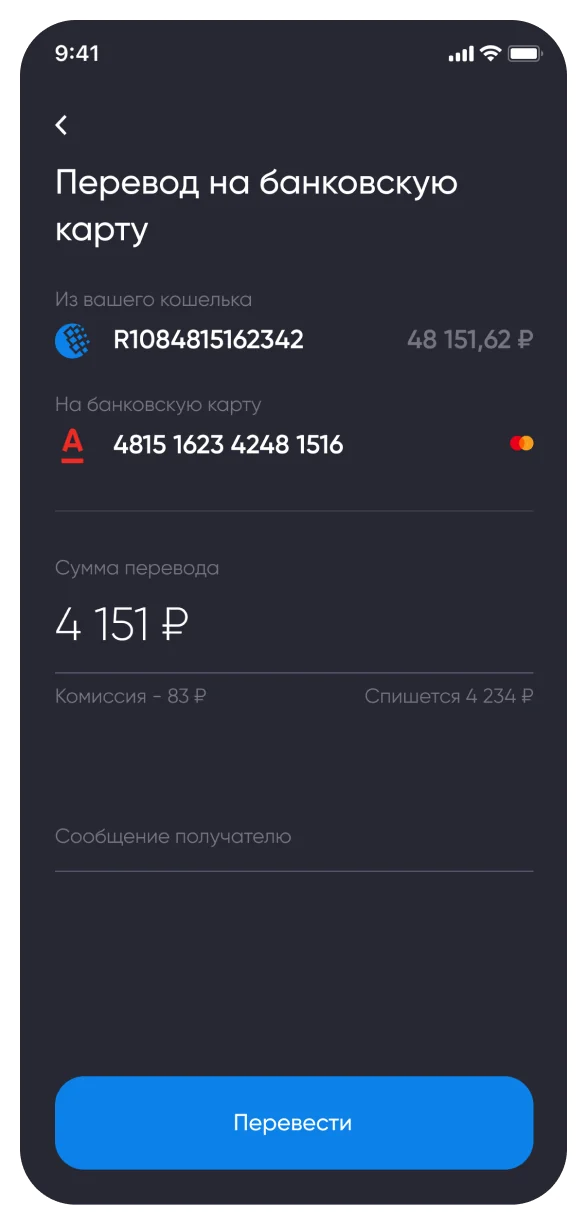 9:41
Перевод на банковскую
карту
Из вашего кошелька
R1084815162342 48 151,62 ₽
На банковскую карту
А 4815 1623 4248 1516
Сумма перевода
4 151 ₽
Комиссия - 83 ₽ Спишется 4 234 ₽
Сообщение получателю
Перевести